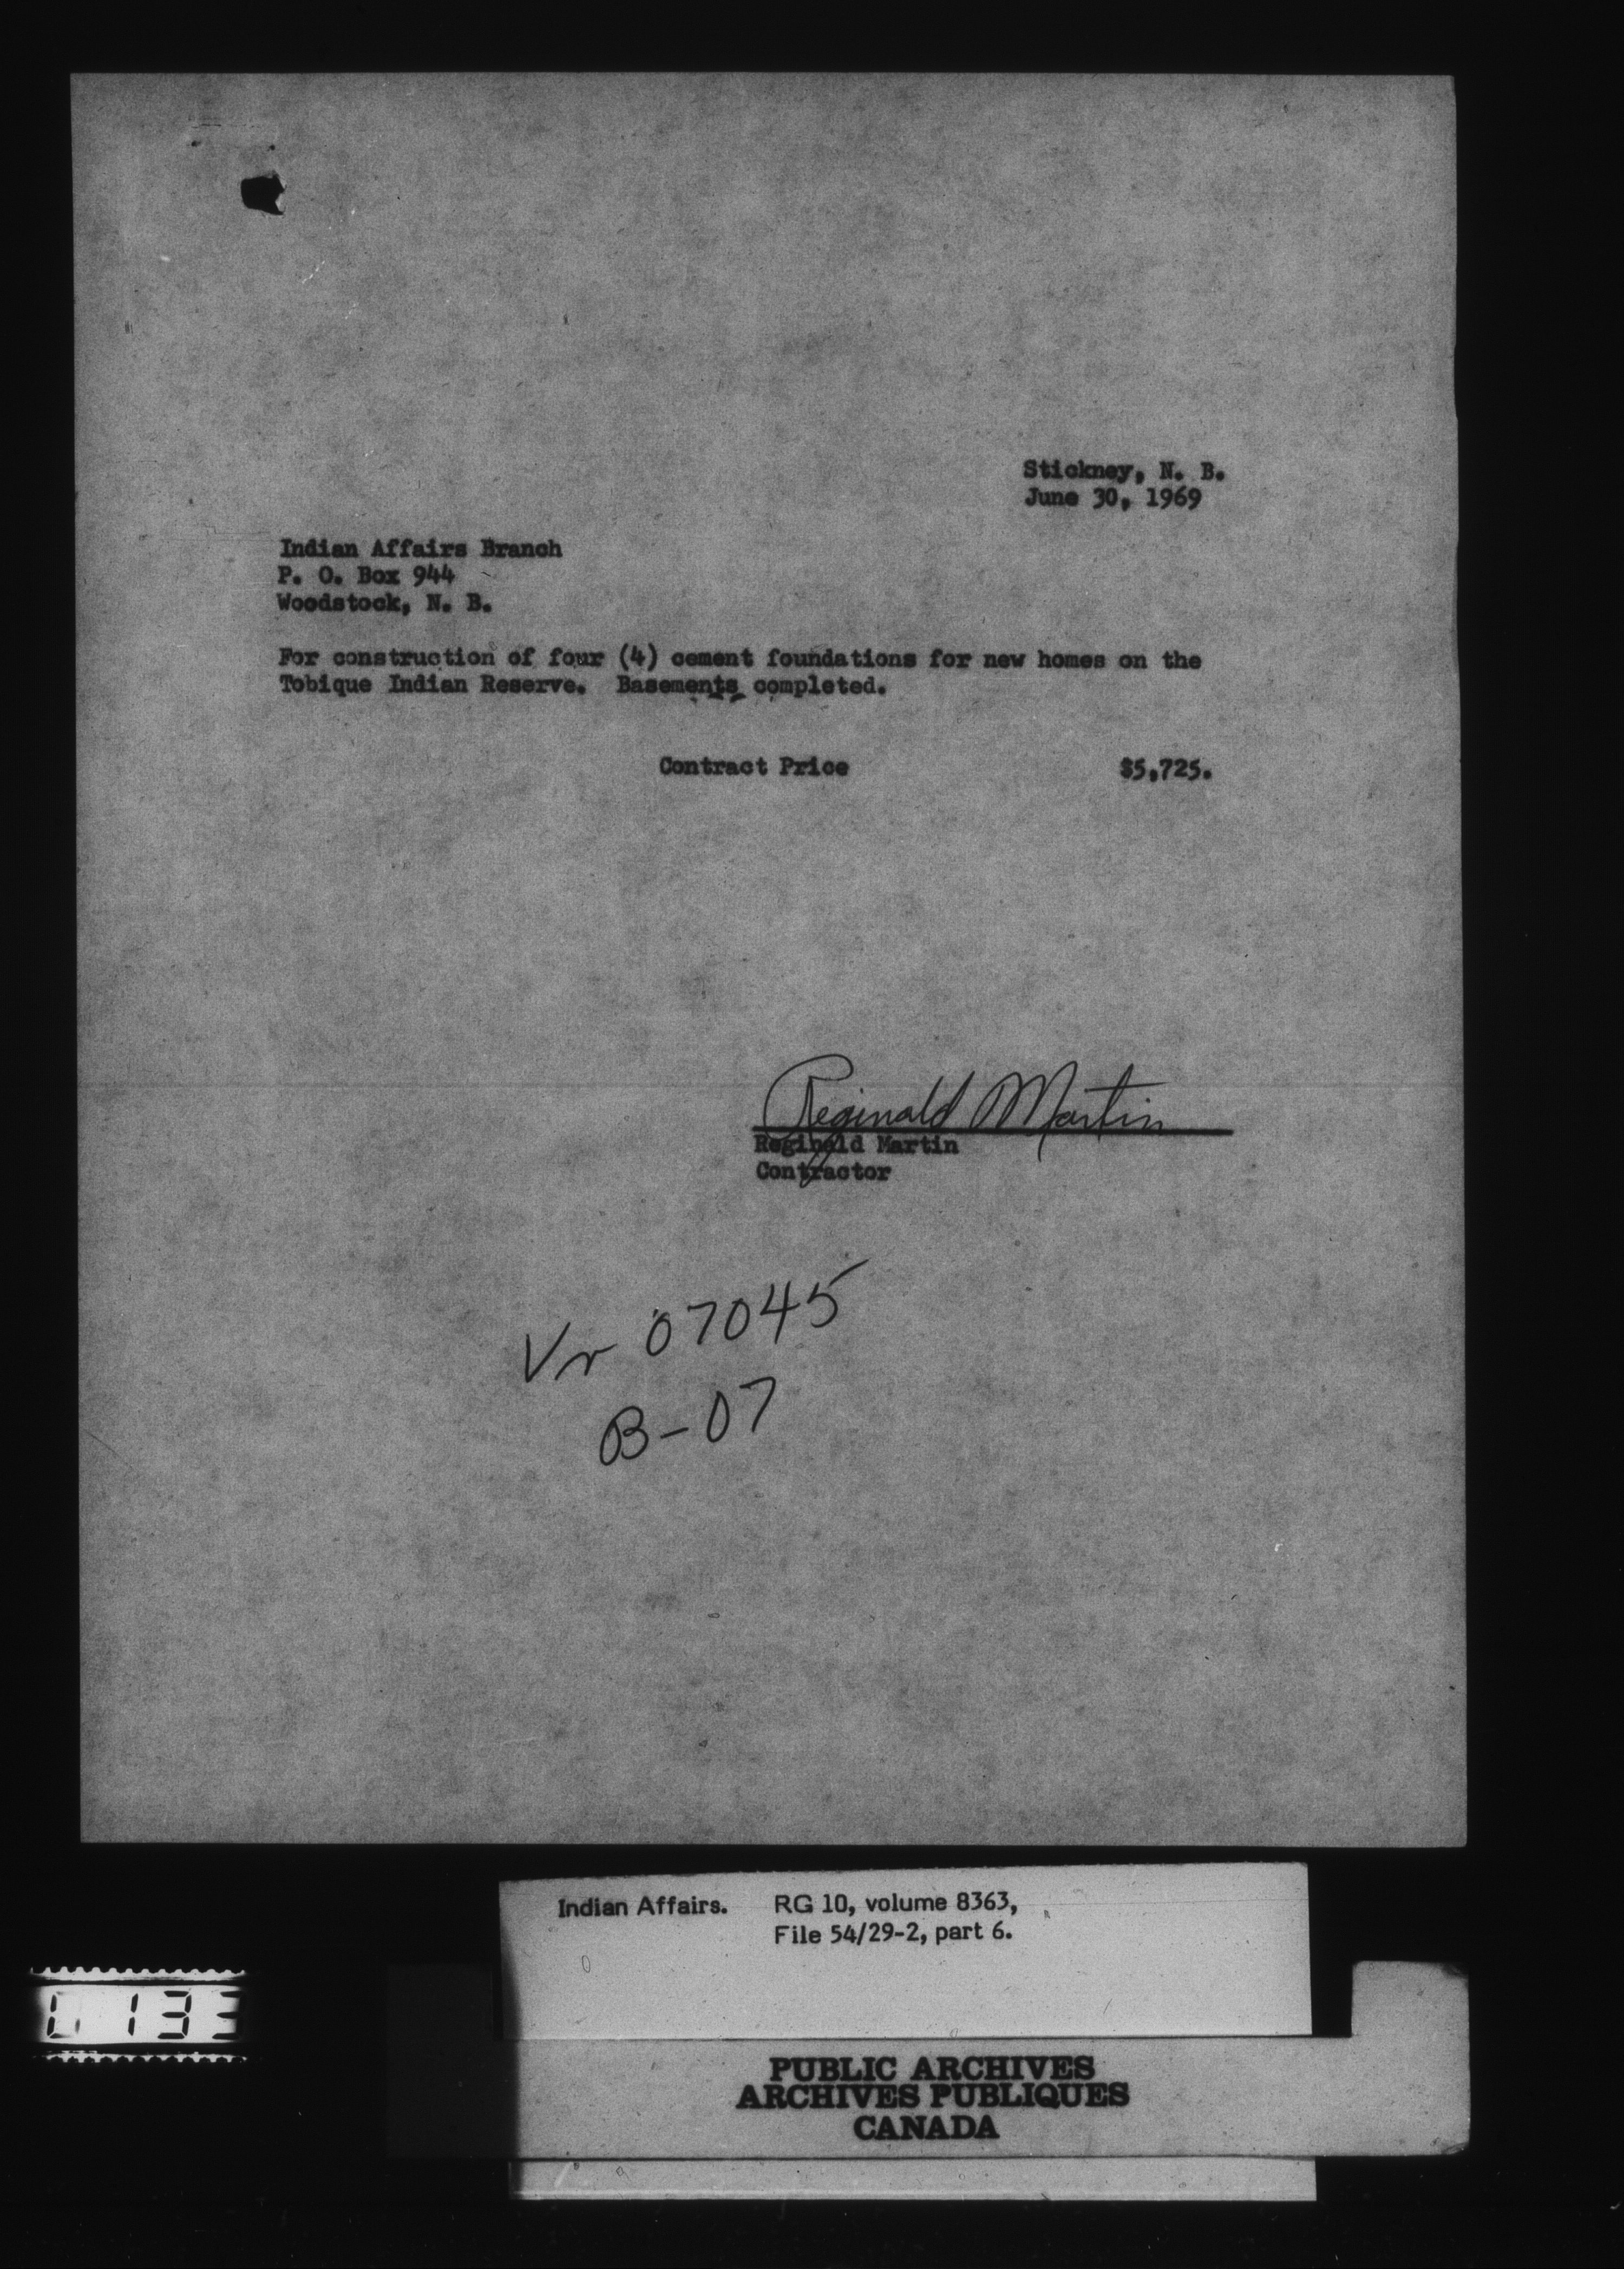 Stickney, N. B.
June 30, 1969
Indian Affairs Branch
P. O. Box 944
Woodstock, N. B.
For construction of four (4) cement foundations for new homes on the
Tobique Indian Reserve. Basements completed.
Contract Price $5,725.
Reginald Martin
Reginald Martin
Contractor
Vr 07045
B-07
Indian Affairs. RG 10, volume 8363,
File 54/29-2, part 6.
133
PUBLIC ARCHIVES
ARCHIVES PUBLIQUES
CANADA